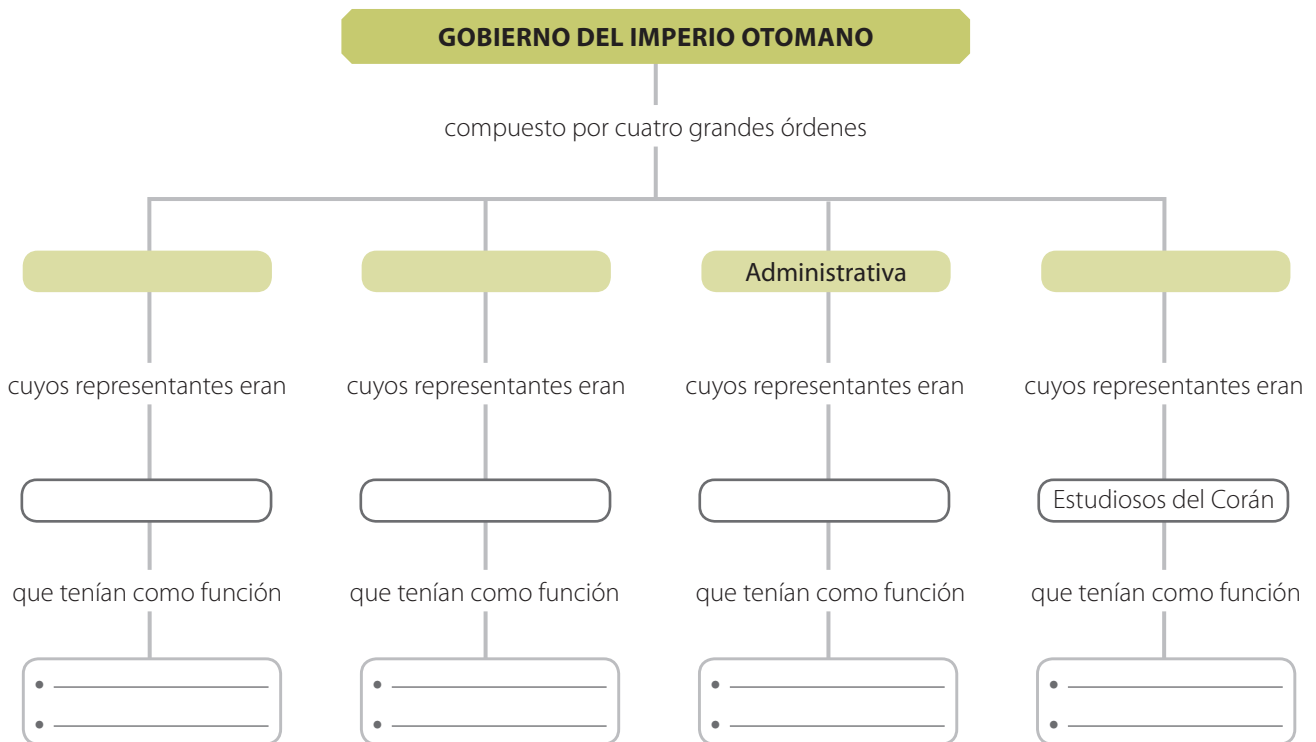 GOBIERNO DEL IMPERIO OTOMANO
compuesto por cuatro grandes órdenes
Administrativa
cuyos representantes eran
cuyos representantes eran
cuyos representantes eran
cuyos representantes eran
Estudiosos del Corán
que tenían como función
que tenían como función
que tenían como función
que tenían como función